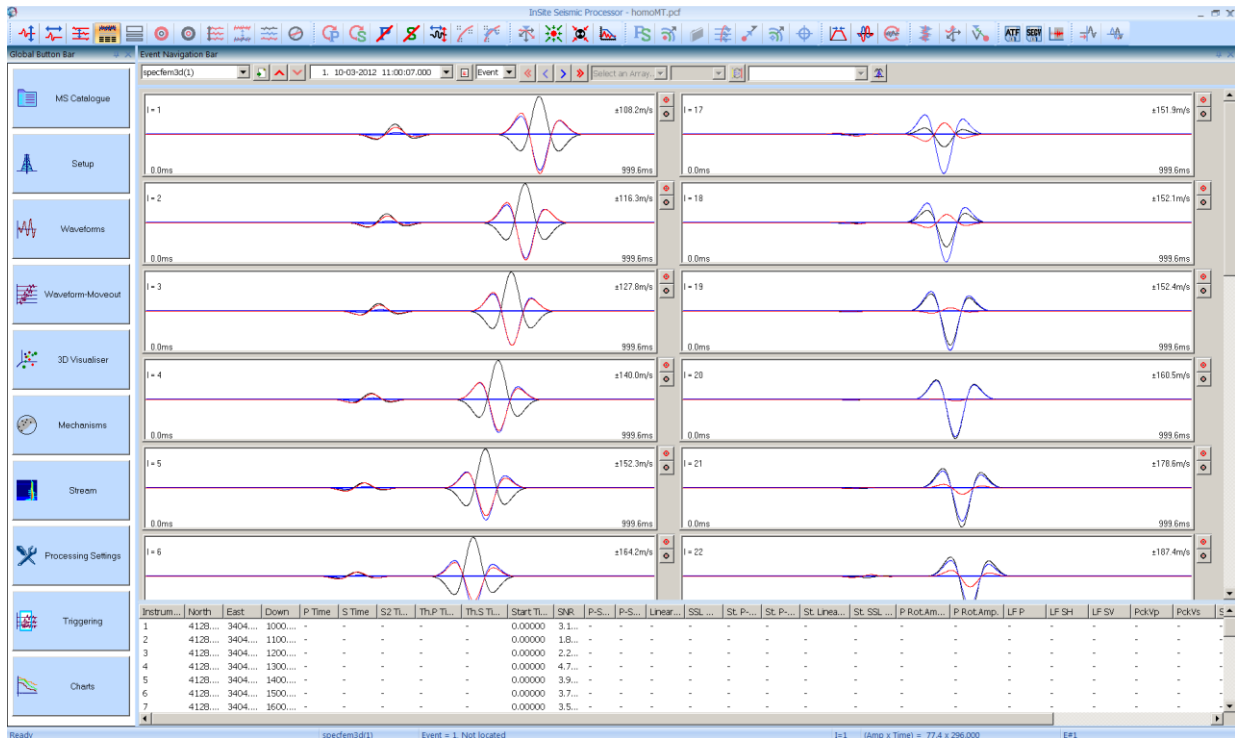 InSite Seismic Processor - homoMT.pcf
Global Button Bar
Event Navigation Bar
specfem3d(1)
1. 10-03-2012 11:00:07.000
Event
Select an Array..
MS Catalogue
Setup
Waveforms
Waveform-Moveout
3D Visualiser
Mechanisms
Stream
Processing Settings
Triggering
Charts
I = 1 ±108.2m/s
0.0ms 999.6ms
I = 17 ±151.9m/s
0.0ms 999.6ms
I = 2 ±116.3m/s
0.0ms 999.6ms
I = 18 ±152.1m/s
0.0ms 999.6ms
I = 3 ±127.8m/s
0.0ms 999.6ms
I = 19 ±152.4m/s
0.0ms 999.6ms
I = 4 ±140.0m/s
0.0ms 999.6ms
I = 20 ±160.5m/s
0.0ms 999.6ms
I = 5 ±152.3m/s
0.0ms 999.6ms
I = 21 ±178.6m/s
0.0ms 999.6ms
I = 6 ±164.2m/s
I = 22 ±187.4m/s
Instrum... North East Down P Time S Time S2 Ti... Th.P Ti... Th.S Ti... Start Ti... SNR P-S... P-S... Linear... SSL ... St. P-... St. P-... St. Linea... St. SSL ... P Rot.Am... P Rot.Amp. LF P LF SH LF SV PckVp PckVs S
1 4128.... 3404.... 1000.... - - - - - 0.00000 3.1... - - - - - - - - - - - - - - -
2 4128.... 3404.... 1100.... - - - - - 0.00000 1.8... - - - - - - - - - - - - - - -
3 4128.... 3404.... 1200.... - - - - - 0.00000 2.2... - - - - - - - - - - - - - - -
4 4128.... 3404.... 1300.... - - - - - 0.00000 4.7... - - - - - - - - - - - - - - -
5 4128.... 3404.... 1400.... - - - - - 0.00000 3.9... - - - - - - - - - - - - - - -
6 4128.... 3404.... 1500.... - - - - - 0.00000 3.7... - - - - - - - - - - - - - - -
7 4128.... 3404.... 1600.... - - - - - 0.00000 3.5... - - - - - - - - - - - - - - -
Ready specfem3d(1) Event = 1, Not located I=1 (Amp x Time) = 77.4 x 296.000 E#1